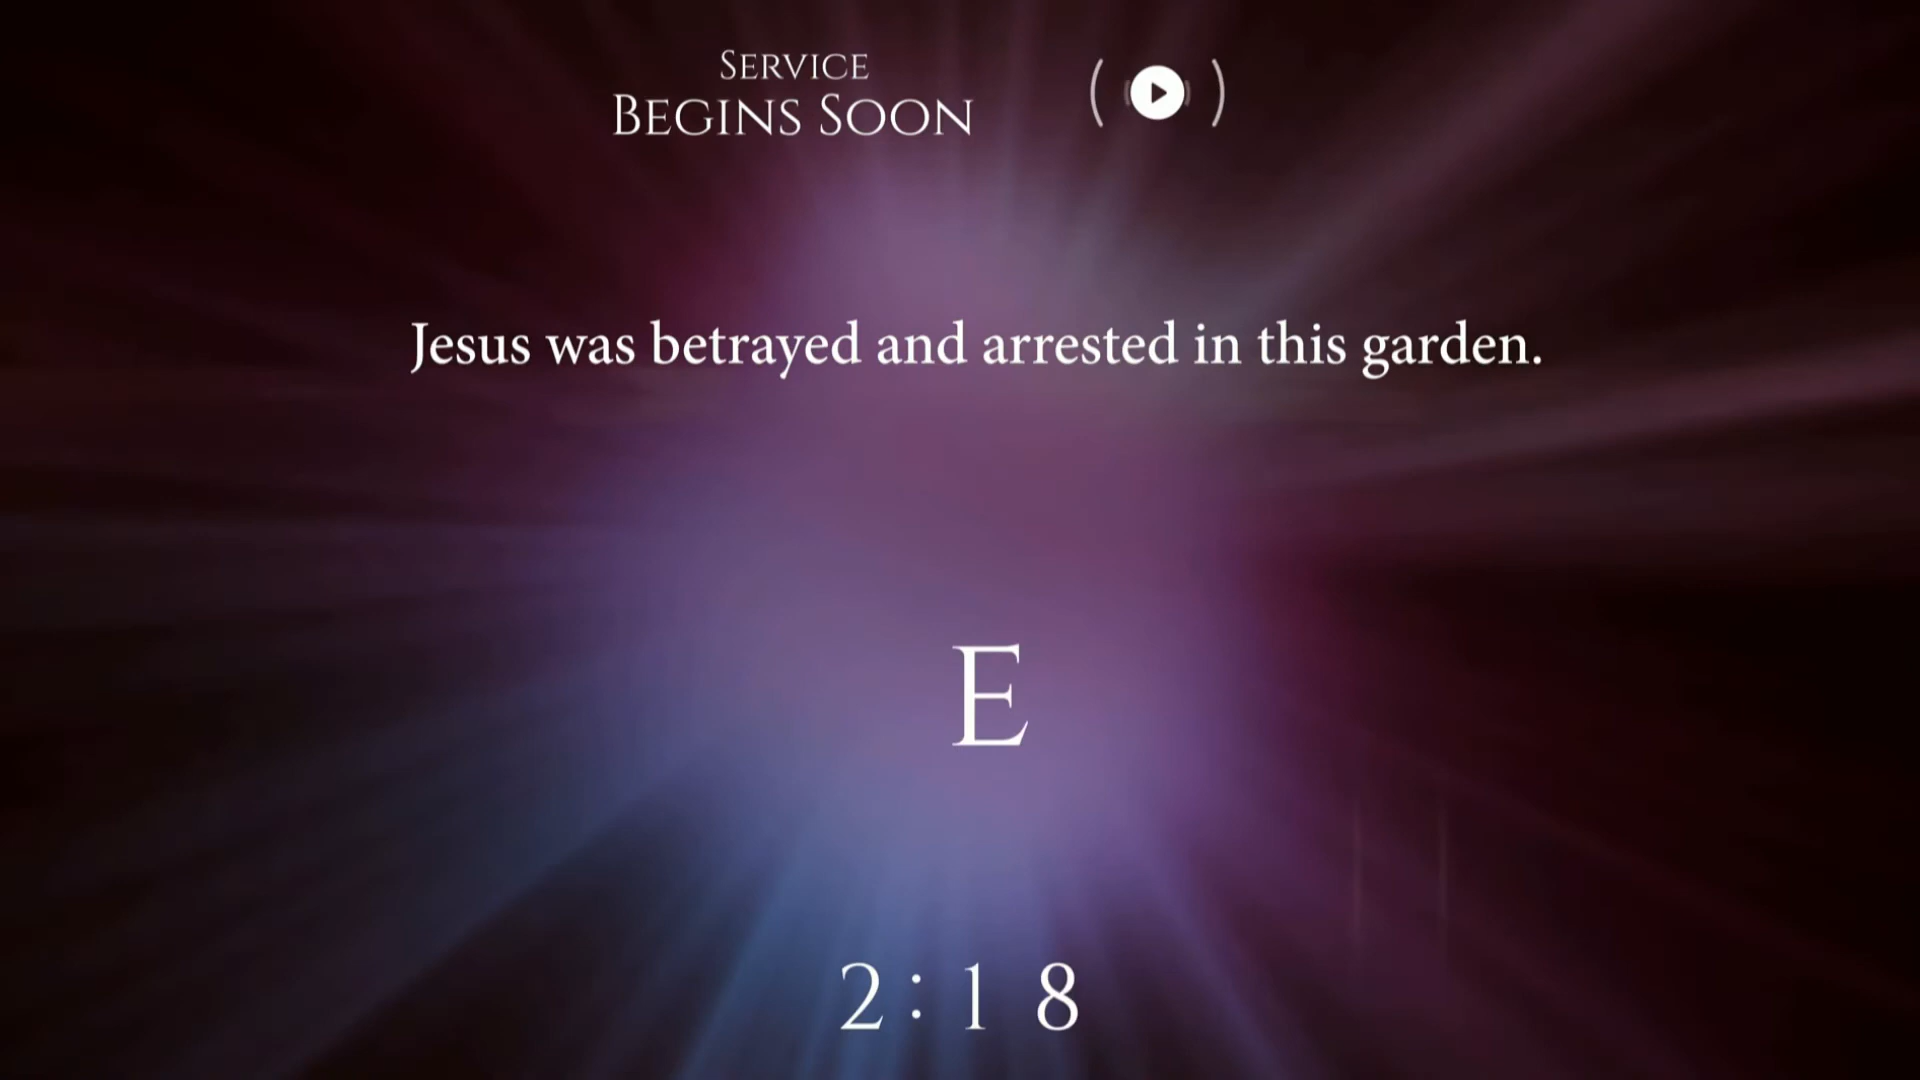 SERVICE
BEGINS SOON
Jesus was betrayed and arrested in this garden.
E
2:18